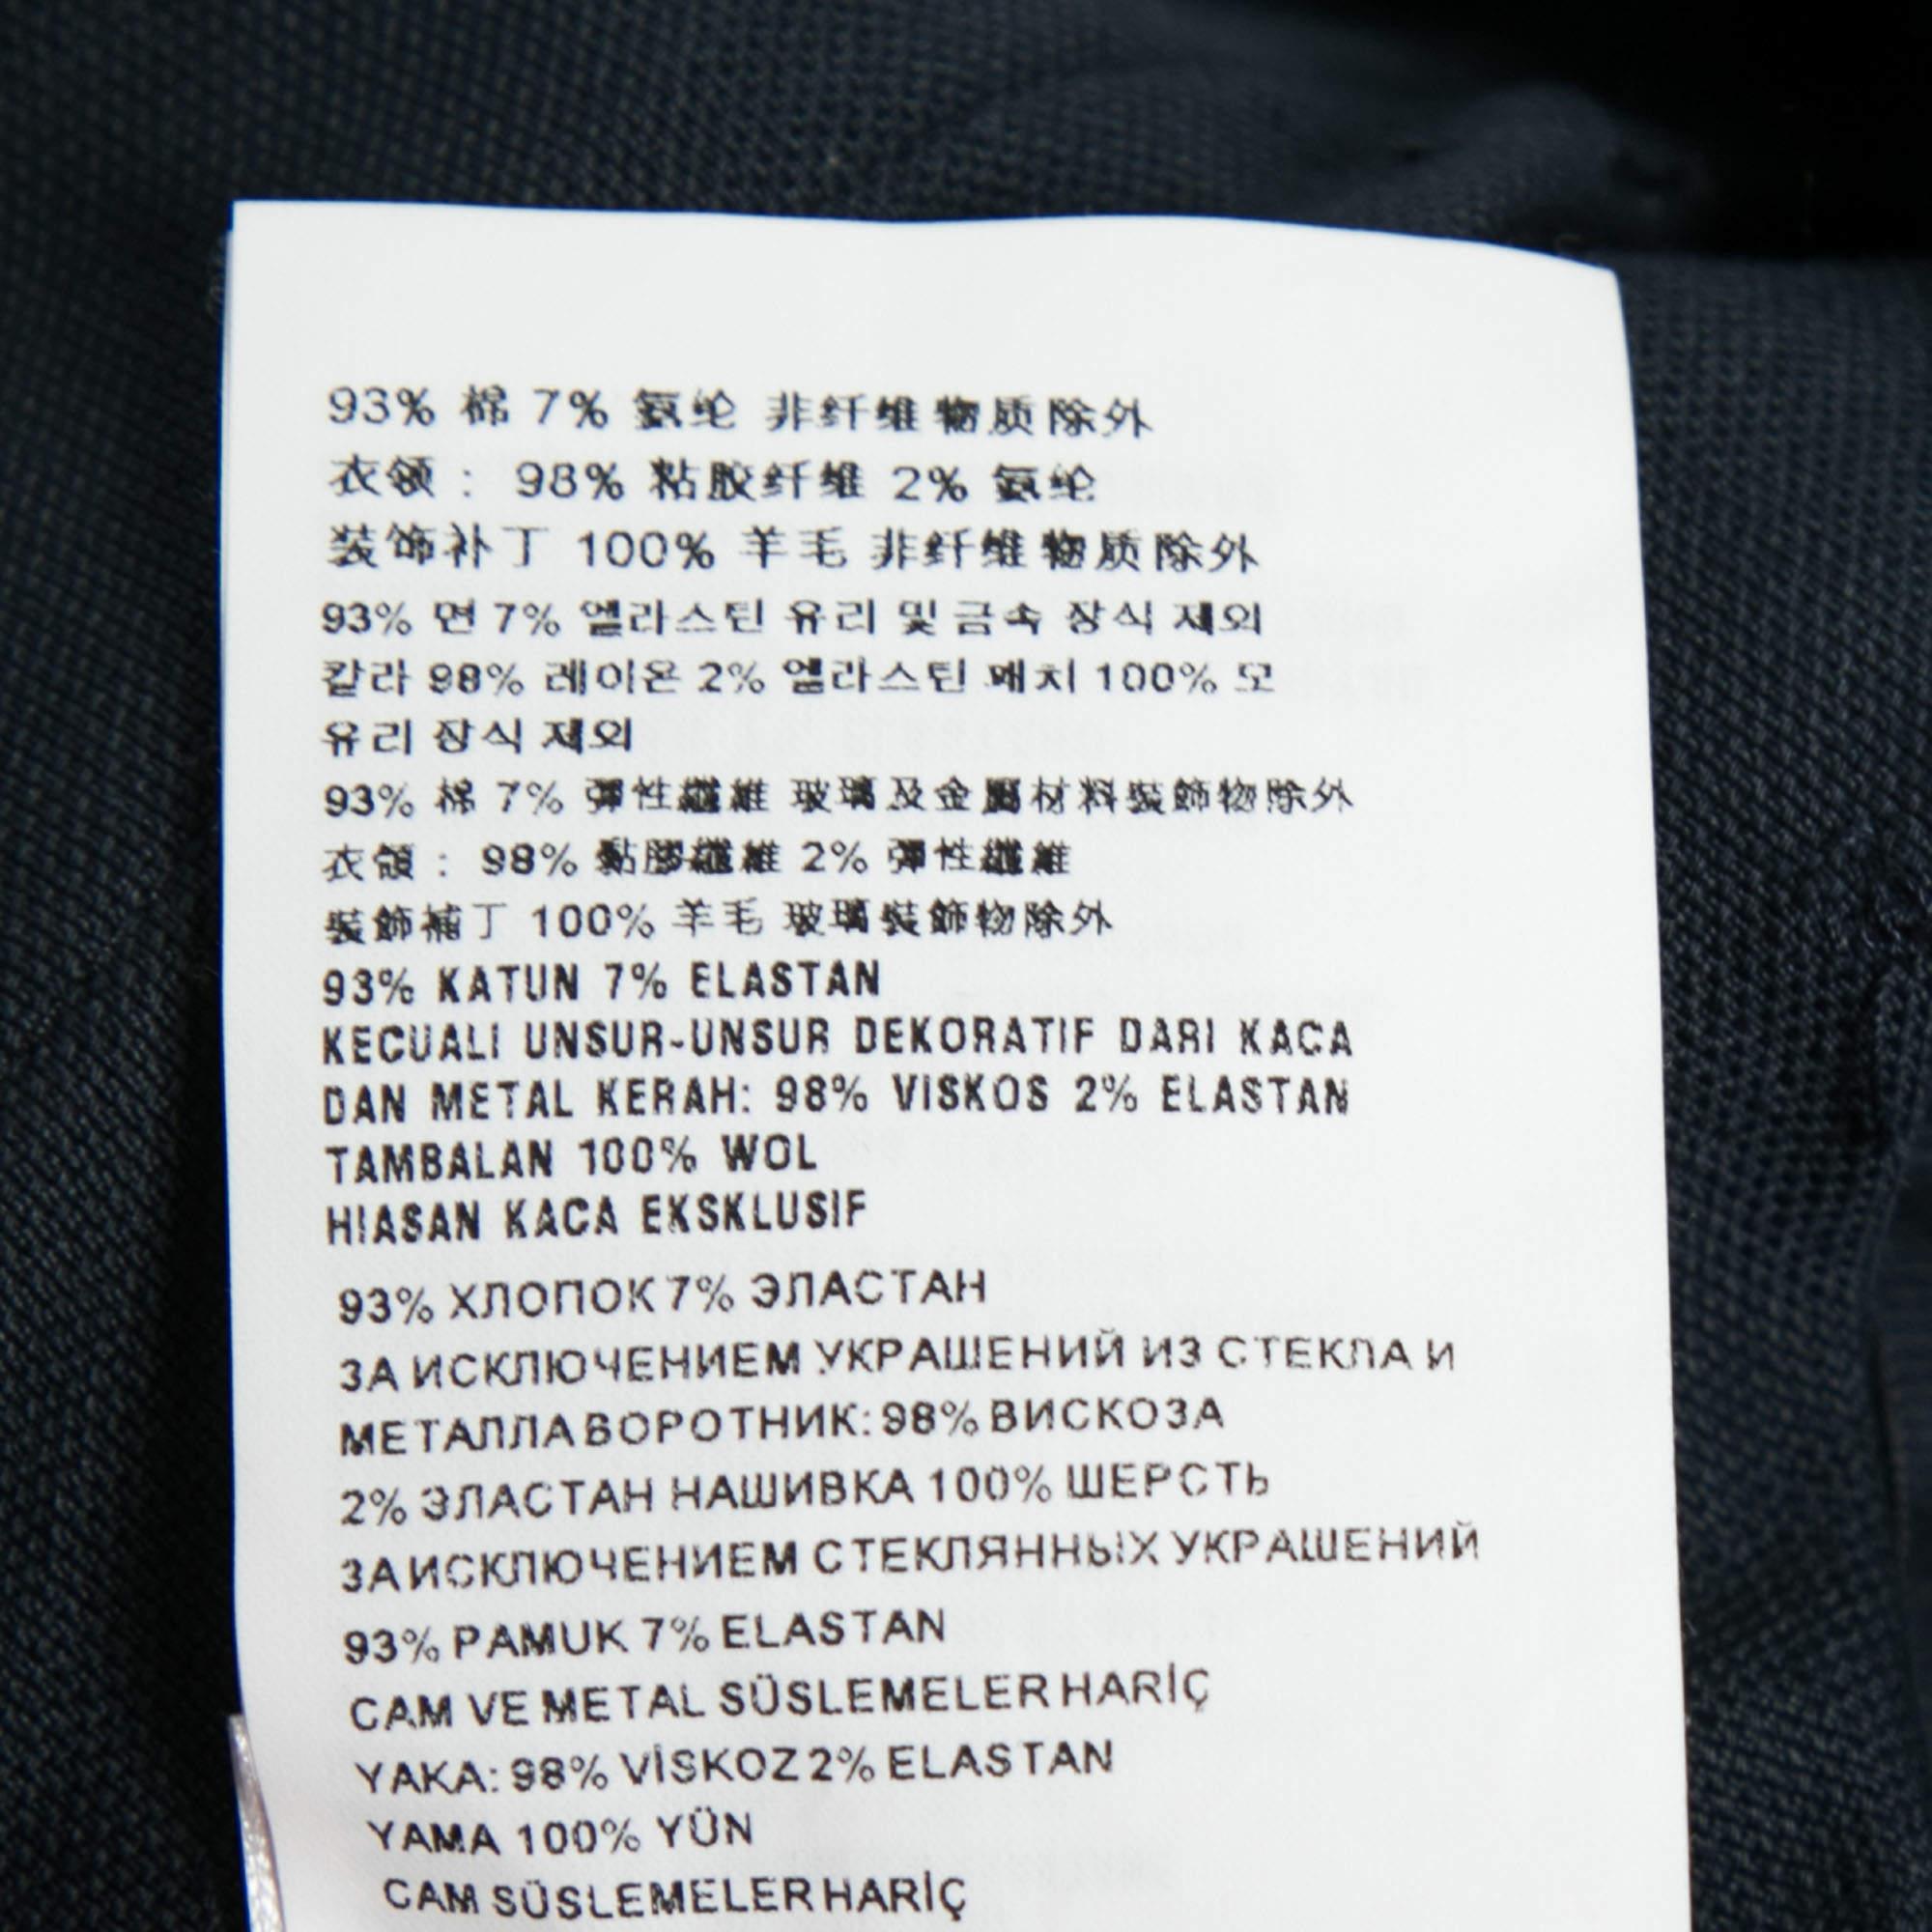 93% 棉 7% 氨纶 非纤维物质除外
衣领： 98% 粘胶纤维 2% 氨纶
装饰补丁 100% 羊毛 非纤维物质除外
93% 면 7% 엘라스틴 유리 및 금속 장식 제외
칼라 98% 레이온 2% 엘라스틴 패치 100% 모
유리 장식 제외
93% 棉 7% 彈性纖維 玻璃及金屬材料裝飾物除外
衣領： 98% 黏膠纖維 2% 彈性纖維
裝飾補丁 100% 羊毛 玻璃裝飾物除外
93% KATUN 7% ELASTAN
KECUALI UNSUR-UNSUR DEKORATIF DARI KACA
DAN METAL KERAH: 98% VISKOS 2% ELASTAN
TAMBALAN 100% WOL
HIASAN KACA EKSKLUSIF
93% ХЛОПОК 7% ЭЛАСТАН
ЗА ИСКЛЮЧЕНИЕМ УКРАШЕНИЙ ИЗ СТЕКЛА И
МЕТАЛЛА ВОРОТНИК: 98% ВИСКОЗА
2% ЭЛАСТАН НАШИВКА 100% ШЕРСТЬ
ЗА ИСКЛЮЧЕНИЕМ СТЕКЛЯННЫХ УКРАШЕНИЙ
93% PAMUK 7% ELASTAN
CAM VE METAL SÜSLEMELER HARİÇ
YAKA: 98% VİSKOZ 2% ELASTAN
YAMA 100% YÜN
CAM SÜSLEMELER HARİÇ